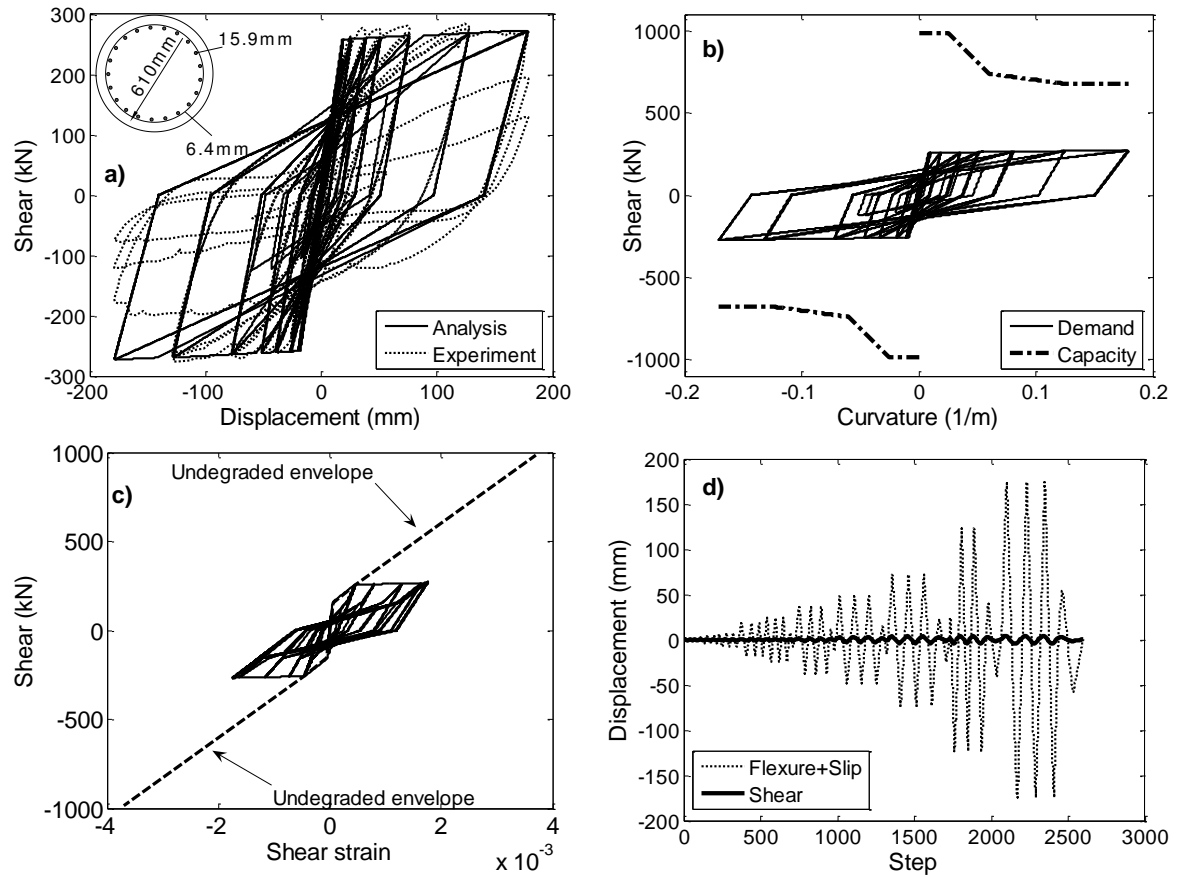 300
200
100
0
-100
-200
-300
-200
-100
0
100
200
Shear (kN)
Displacement (mm)
a)
610mm
15.9mm
6.4mm
Analysis
Experiment
1000
500
0
-500
-1000
-0.2
-0.1
0
0.1
0.2
Shear (kN)
Curvature (1/m)
b)
Demand
Capacity
1000
500
0
-500
-1000
-4
-2
0
2
4
x 10-3
Shear (kN)
Shear strain
c)
Undegraded envelope
Undegraded envelope
200
150
100
50
0
-50
-100
-150
-200
0
500
1000
1500
2000
2500
3000
Displacement (mm)
Step
d)
Flexure+Slip
Shear